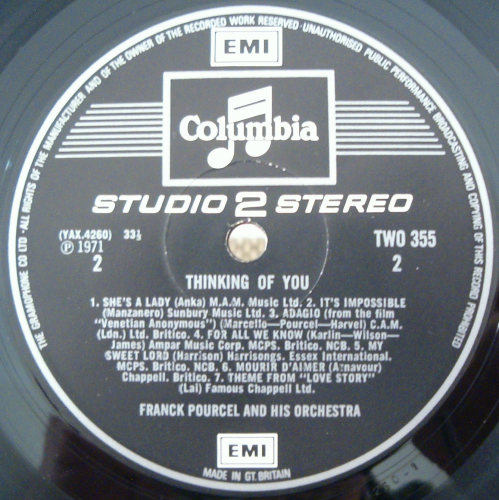 THE GRAMOPHONE CO LTD · ALL RIGHTS OF THE MANUFACTURER AND OF THE OWNER OF THE RECORDED WORK RESERVED · UNAUTHORISED PUBLIC PERFORMANCE BROADCASTING AND COPYING OF THIS RECORD PROHIBITED
EMI
Columbia
STUDIO 2 STEREO
(YAX.4260) 33⅓
Ⓟ 1971
2
TWO 355
2
THINKING OF YOU
1. SHE'S A LADY (Anka) M.A.M. Music Ltd. 2. IT'S IMPOSSIBLE
(Manzanero) Sunbury Music Ltd. 3. ADAGIO (from the film
"Venetian Anonymous") (Marcello—Pourcel—Harvel) C.A.M.
(Ldn.) Ltd. Britico. 4. FOR ALL WE KNOW (Karlin—Wilson—
James) Ampar Music Corp. MCPS. Britico. NCB. 5. MY
SWEET LORD (Harrison) Harrisongs. Essex International.
MCPS. Britico. NCB. 6. MOURIR D'AIMER (Aznavour)
Chappell. Britico. 7. THEME FROM "LOVE STORY"
(Lai) Famous Chappell Ltd.
FRANCK POURCEL AND HIS ORCHESTRA
EMI
MADE IN GT. BRITAIN